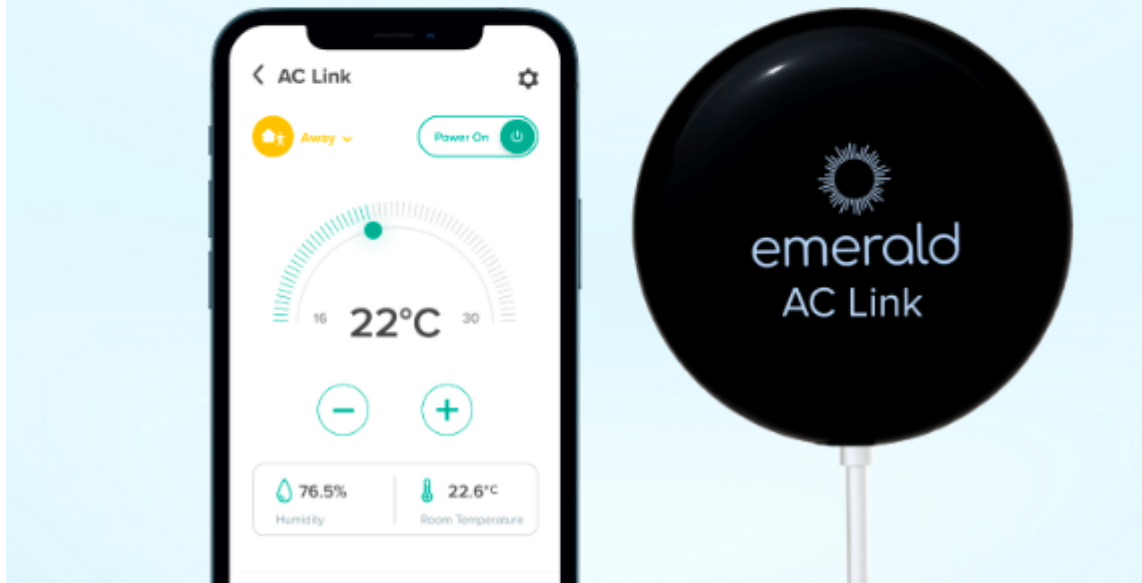 AC Link
Away
Power On
16
22°C
30
76.5%
22.6°C
Humidity
Room Temperature
emerald
AC Link